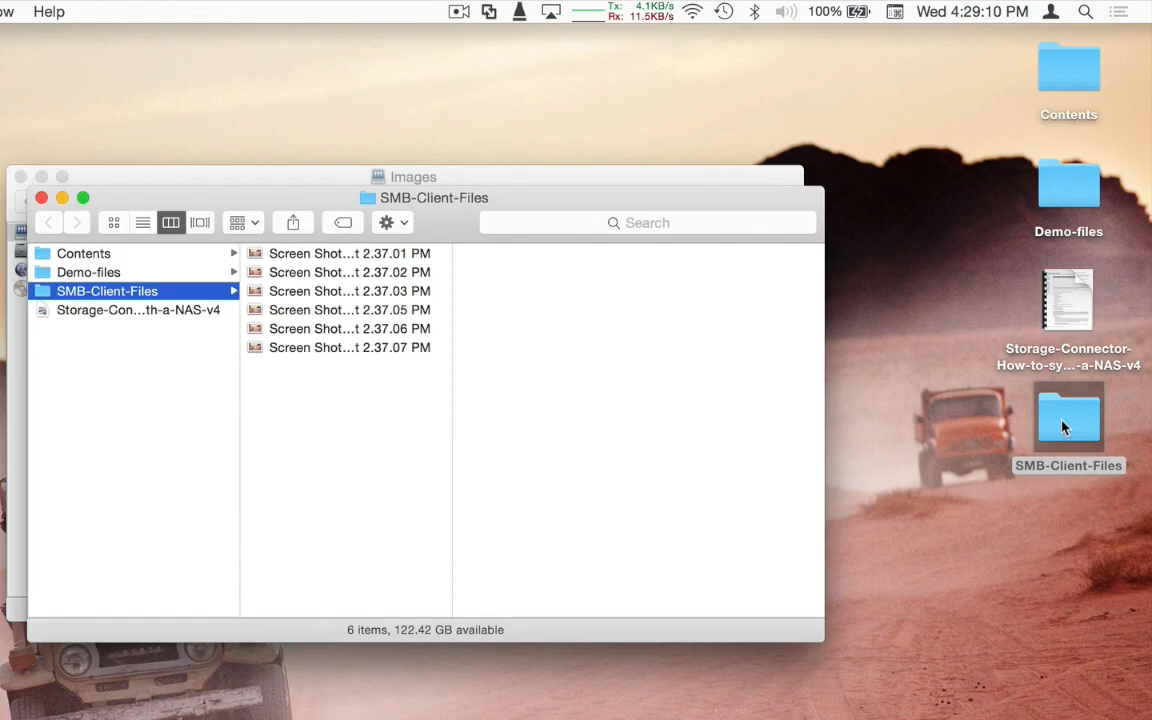 ow Help Tx: 4.1KB/s 100% Wed 4:29:10 PM
Rx: 11.5KB/s
Contents
Demo-files
Storage-Connector-
How-to-sy...-a-NAS-v4
SMB-Client-Files
Images
SMB-Client-Files
Search
Contents
Demo-files
SMB-Client-Files
Storage-Con...th-a-NAS-v4
Screen Shot...t 2.37.01 PM
Screen Shot...t 2.37.02 PM
Screen Shot...t 2.37.03 PM
Screen Shot...t 2.37.05 PM
Screen Shot...t 2.37.06 PM
Screen Shot...t 2.37.07 PM
6 items, 122.42 GB available